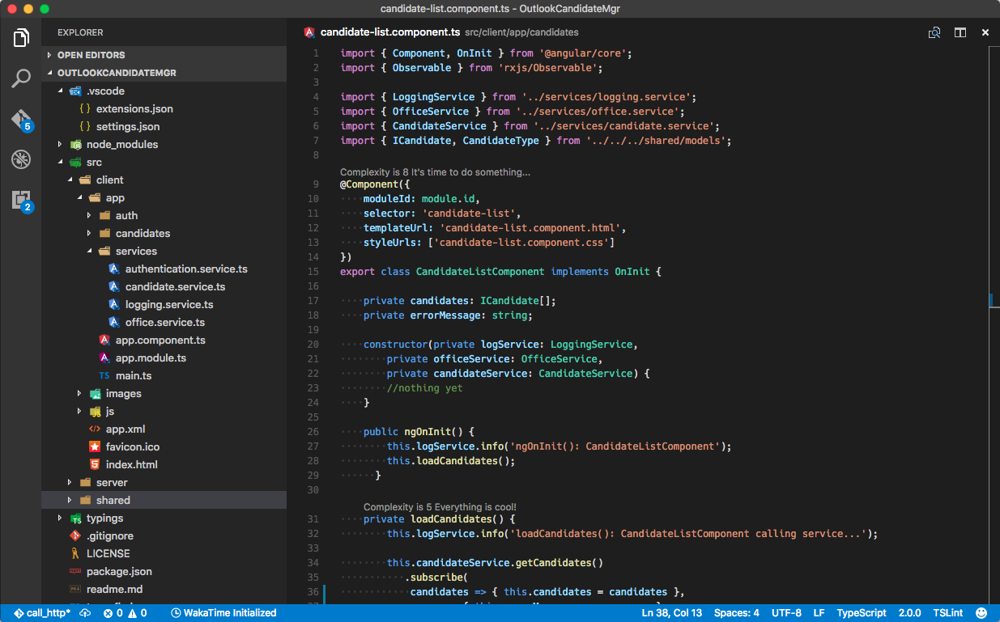 candidate-list.component.ts - OutlookCandidateMgr
EXPLORER
OPEN EDITORS
OUTLOOKCANDIDATEMGR
.vscode
{ } extensions.json
{ } settings.json
node_modules
src
client
app
auth
candidates
services
authentication.service.ts
candidate.service.ts
logging.service.ts
office.service.ts
app.component.ts
app.module.ts
TS main.ts
images
JS js
<> app.xml
favicon.ico
index.html
server
shared
TS typings
.gitignore
LICENSE
package.json
readme.md
5
2
candidate-list.component.ts src/client/app/candidates
1 import { Component, OnInit } from '@angular/core';
2 import { Observable } from 'rxjs/Observable';
3
4 import { LoggingService } from '../services/logging.service';
5 import { OfficeService } from '../services/office.service';
6 import { CandidateService } from '../services/candidate.service';
7 import { ICandidate, CandidateType } from '../../../shared/models';
8
Complexity is 8 It's time to do something...
9 @Component({
10 ····moduleId: module.id,
11 ····selector: 'candidate-list',
12 ····templateUrl: 'candidate-list.component.html',
13 ····styleUrls: ['candidate-list.component.css']
14 })
15 export class CandidateListComponent implements OnInit {
16
17 ····private candidates: ICandidate[];
18 ····private errorMessage: string;
19
20 ····constructor(private logService: LoggingService,
21 ········private officeService: OfficeService,
22 ········private candidateService: CandidateService) {
23 ········//nothing yet
24 ····}
25
26 ····public ngOnInit() {
27 ········this.logService.info('ngOnInit(): CandidateListComponent');
28 ········this.loadCandidates();
29 ······}
30
Complexity is 5 Everything is cool!
31 ····private loadCandidates() {
32 ········this.logService.info('loadCandidates(): CandidateListComponent calling service...');
33
34 ········this.candidateService.getCandidates()
35 ···········.subscribe(
36 ············candidates => { this.candidates = candidates },
call_http* 0 0 WakaTime Initialized Ln 38, Col 13 Spaces: 4 UTF-8 LF TypeScript 2.0.0 TSLint